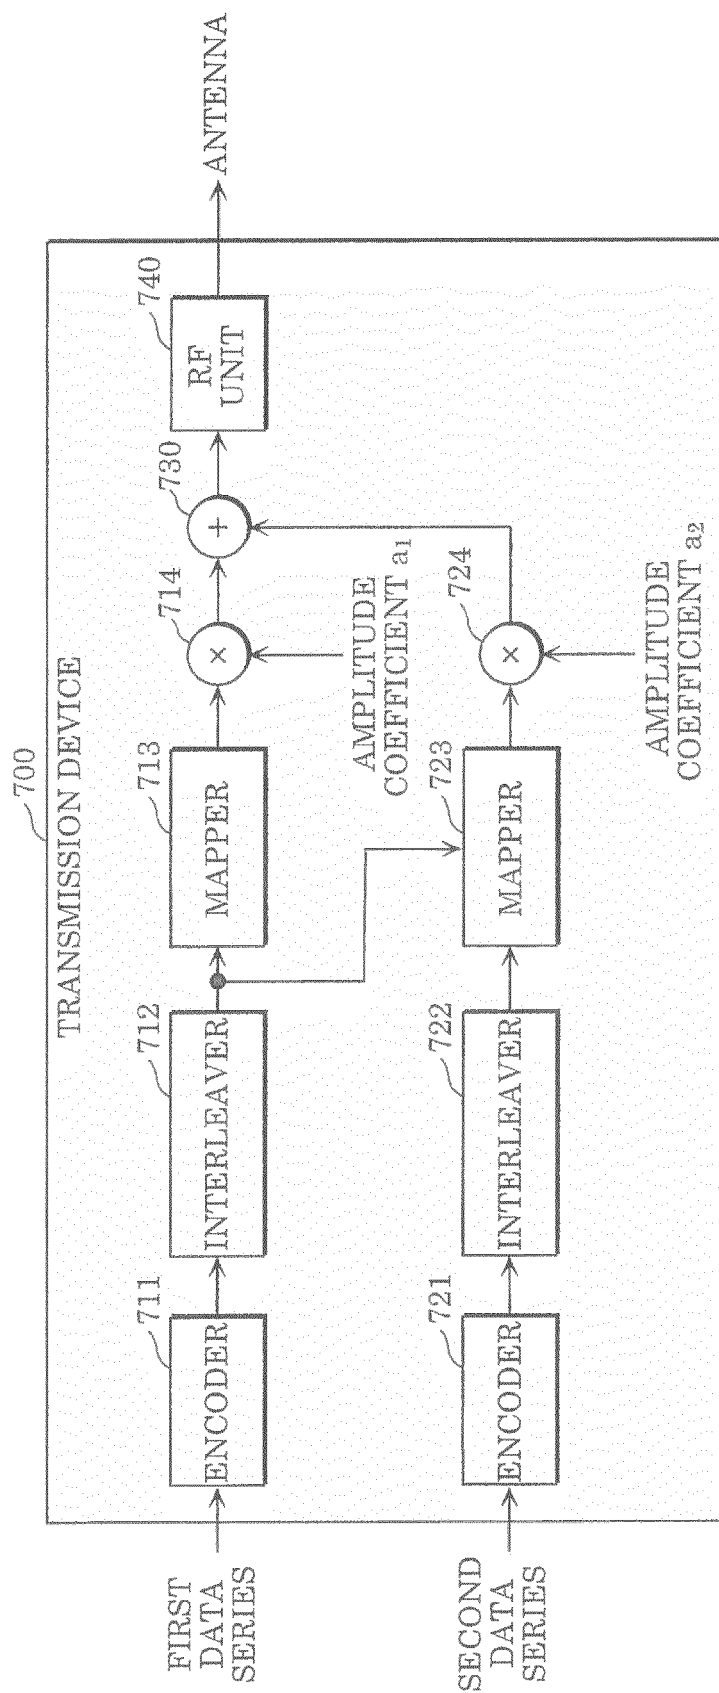 700
TRANSMISSION DEVICE
FIRST
DATA
SERIES
711
ENCODER
712
INTERLEAVER
713
MAPPER
714
×
AMPLITUDE
COEFFICIENT a1
730
+
740
RF
UNIT
ANTENNA
SECOND
DATA
SERIES
721
ENCODER
722
INTERLEAVER
723
MAPPER
724
×
AMPLITUDE
COEFFICIENT a2